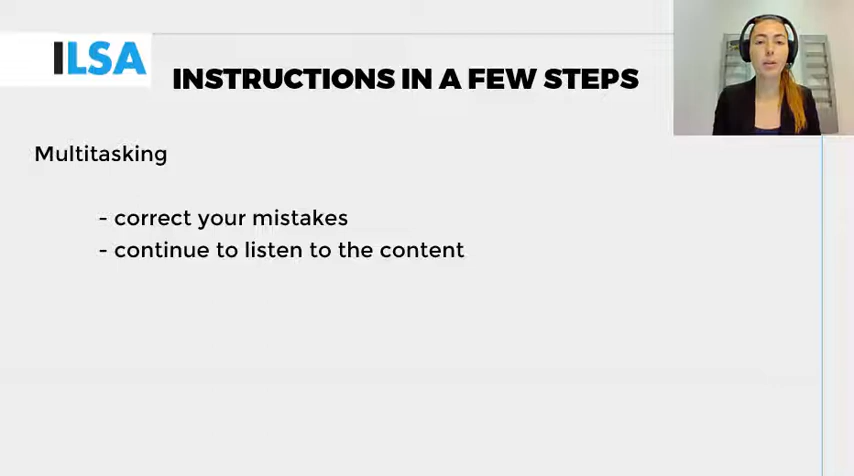 ILSA
INSTRUCTIONS IN A FEW STEPS
Multitasking
- correct your mistakes
- continue to listen to the content